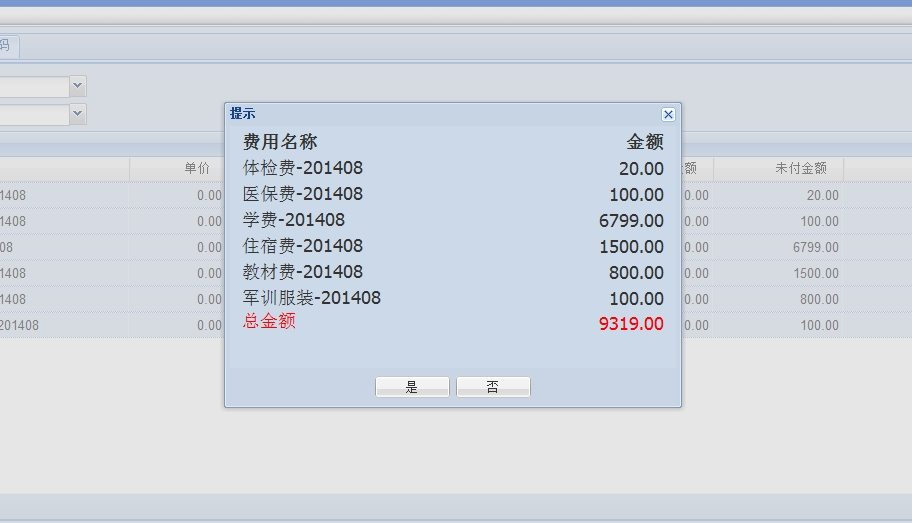 码
提示
费用名称 金额
体检费-201408 20.00
医保费-201408 100.00
学费-201408 6799.00
住宿费-201408 1500.00
教材费-201408 800.00
军训服装-201408 100.00
总金额 9319.00
是 否
单价 额 未付金额
1408 0.00 0.00 20.00
1408 0.00 0.00 100.00
08 0.00 0.00 6799.00
1408 0.00 0.00 1500.00
1408 0.00 0.00 800.00
201408 0.00 0.00 100.00